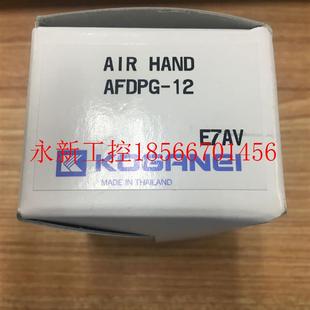 AIR HAND
AFDPG-12
E7AV
永新工控18566701456
KOGANEI
MADE IN THAILAND